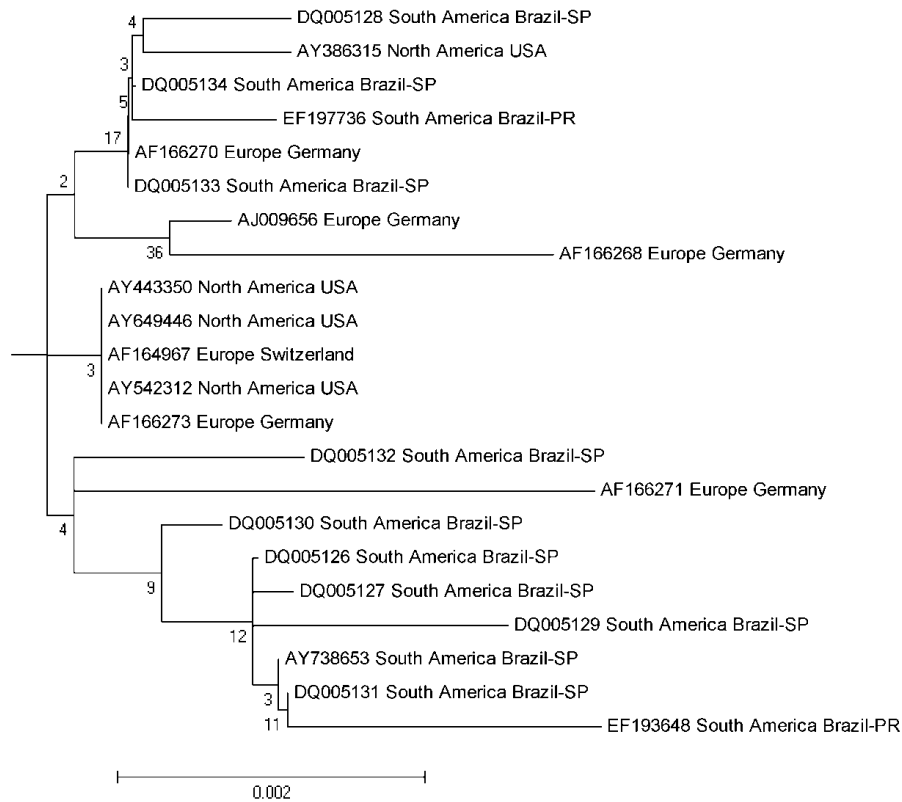 4
DQ005128 South America Brazil-SP
AY386315 North America USA
3
DQ005134 South America Brazil-SP
5
EF197736 South America Brazil-PR
17
AF166270 Europe Germany
DQ005133 South America Brazil-SP
2
AJ009656 Europe Germany
36
AF166268 Europe Germany
AY443350 North America USA
AY649446 North America USA
AF164967 Europe Switzerland
3
AY542312 North America USA
AF166273 Europe Germany
DQ005132 South America Brazil-SP
AF166271 Europe Germany
4
DQ005130 South America Brazil-SP
DQ005126 South America Brazil-SP
9
DQ005127 South America Brazil-SP
DQ005129 South America Brazil-SP
12
AY738653 South America Brazil-SP
DQ005131 South America Brazil-SP
3
11
EF193648 South America Brazil-PR
0.002